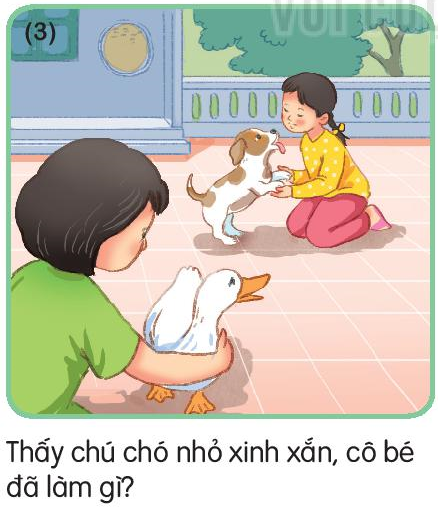 (3)
Thấy chú chó nhỏ xinh xắn, cô bé
đã làm gì?